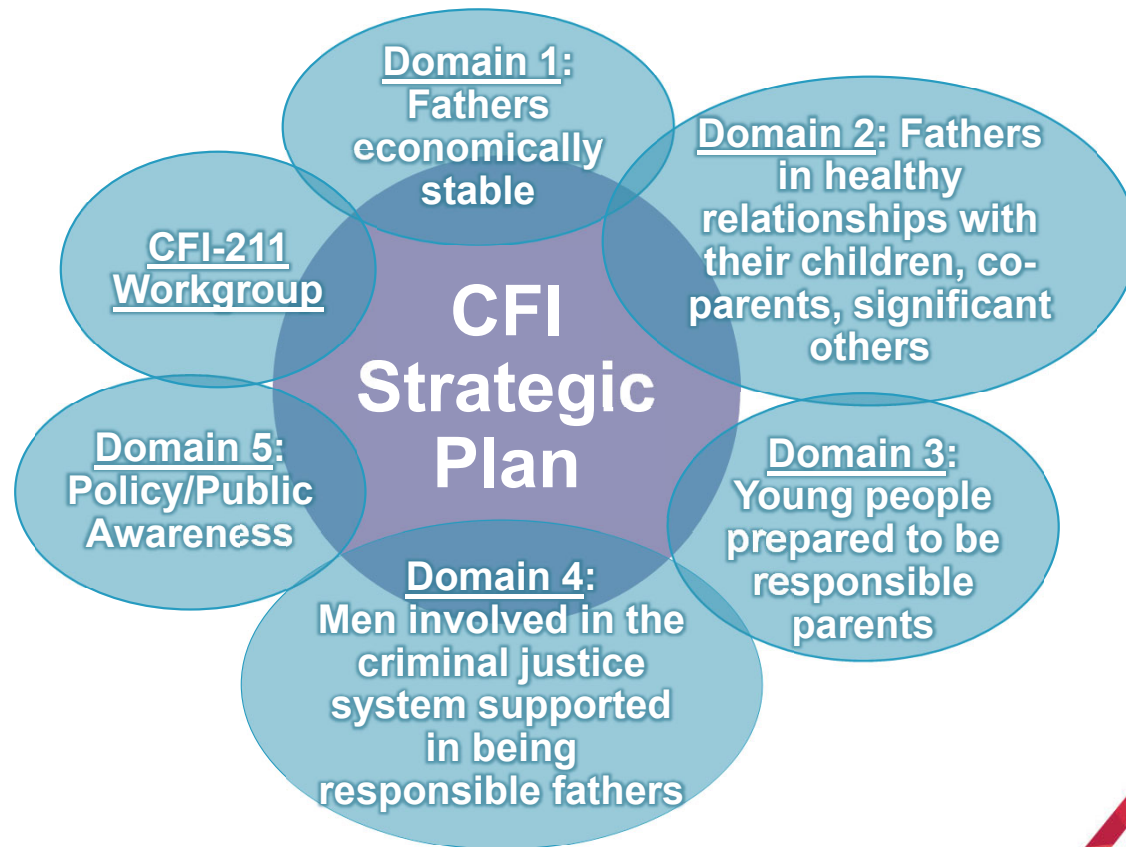 Domain 1:
Fathers
economically
stable
Domain 2: Fathers
in healthy
relationships with
their children, co-
parents, significant
others
CFI-211
Workgroup
CFI
Strategic
Plan
Domain 5:
Policy/Public
Awareness
Domain 3:
Young people
prepared to be
responsible
parents
Domain 4:
Men involved in the
criminal justice
system supported
in being
responsible fathers